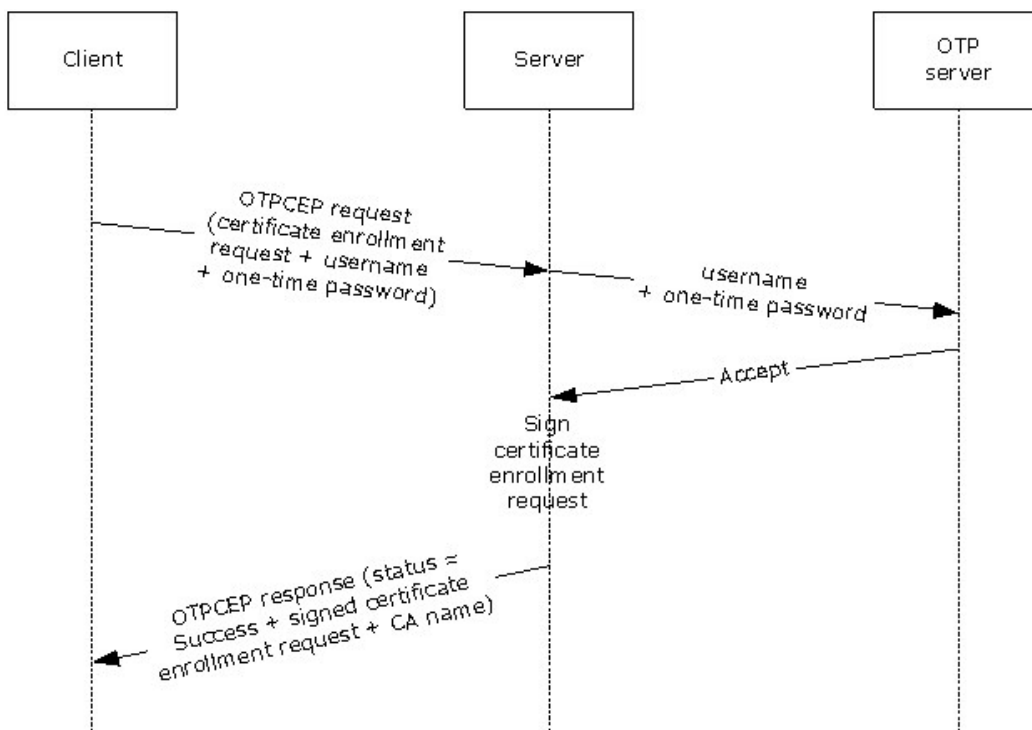 Client
Server
OTP
server
OTPCEP request
(certificate enrollment
request + username
+ one-time password)
username
+ one-time password
Accept
Sign
certificate
enrollment
request
OTPCEP response (status =
Success + signed certificate
enrollment request + CA name)